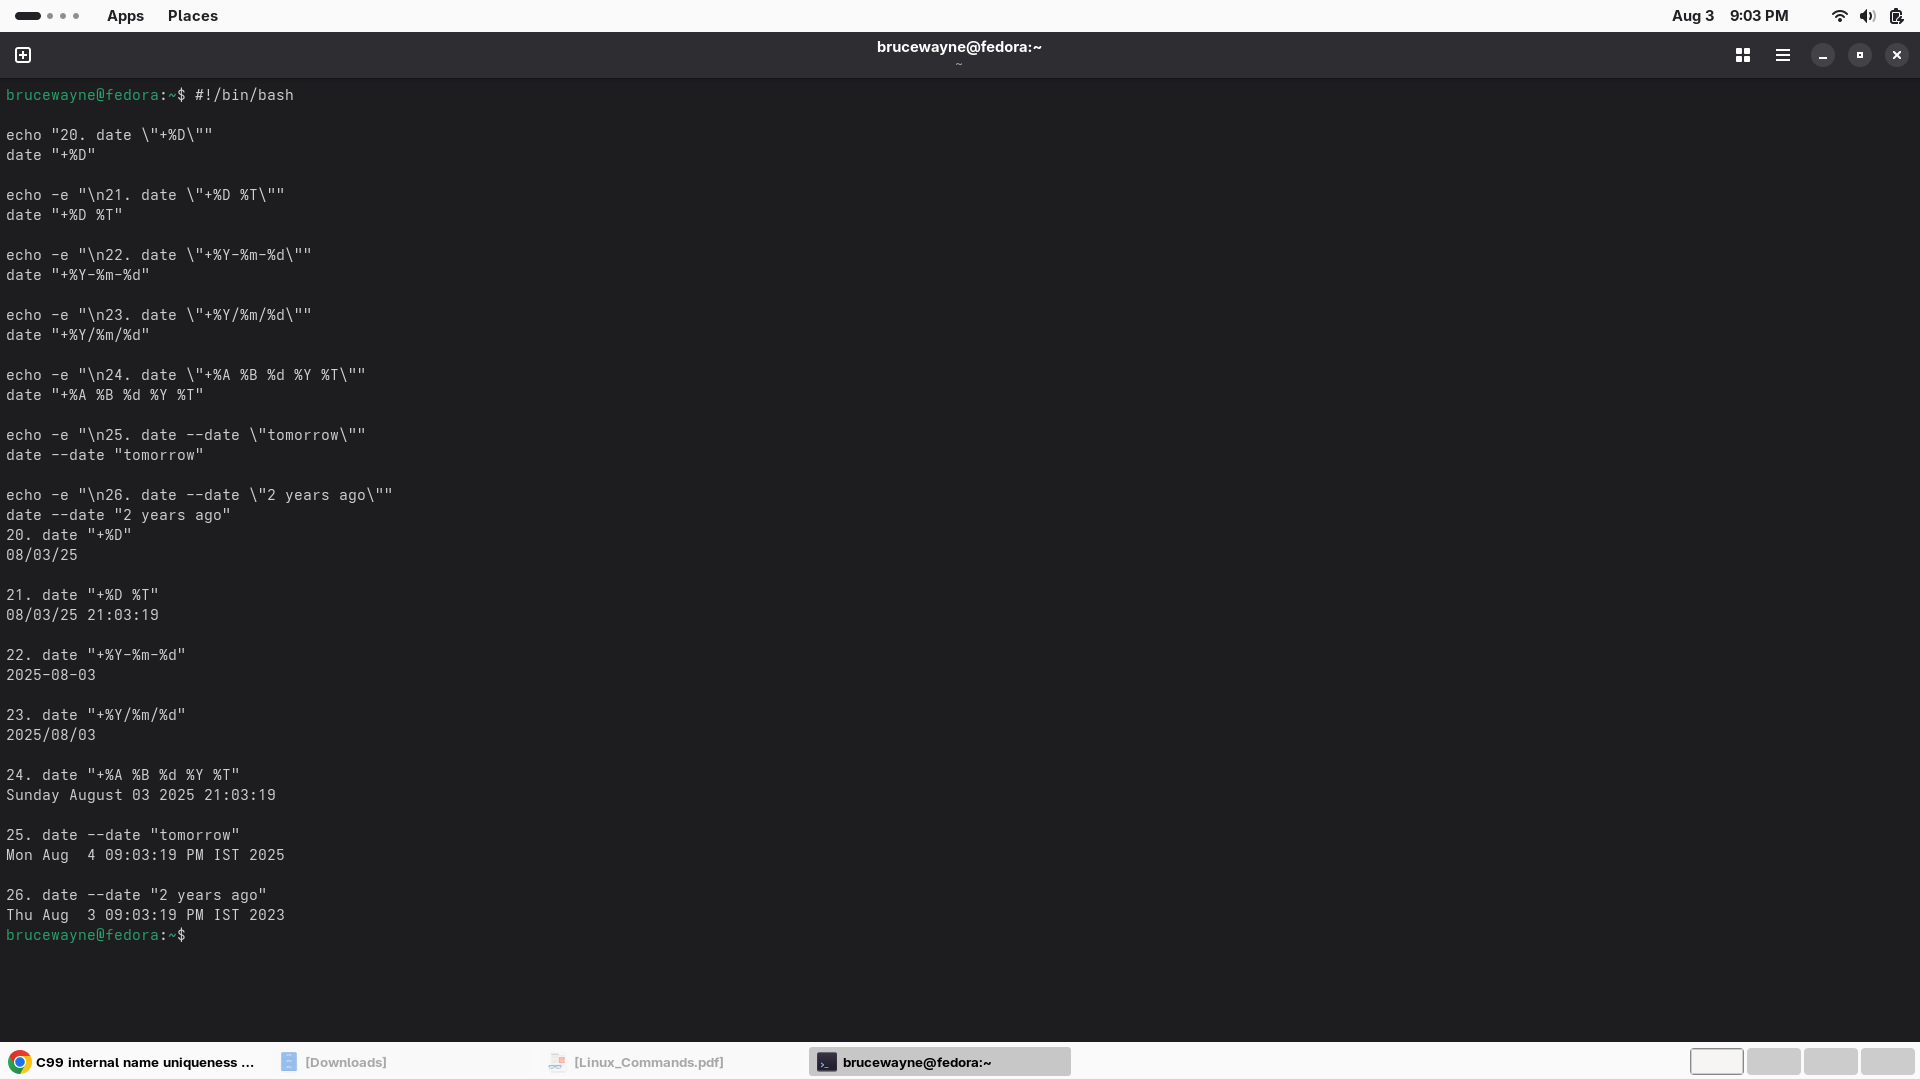 Apps Places Aug 3 9:03 PM
brucewayne@fedora:~
~
brucewayne@fedora:~$ #!/bin/bash
echo "20. date \"+%D\""
date "+%D"
echo -e "\n21. date \"+%D %T\""
date "+%D %T"
echo -e "\n22. date \"+%Y-%m-%d\""
date "+%Y-%m-%d"
echo -e "\n23. date \"+%Y/%m/%d\""
date "+%Y/%m/%d"
echo -e "\n24. date \"+%A %B %d %Y %T\""
date "+%A %B %d %Y %T"
echo -e "\n25. date --date \"tomorrow\""
date --date "tomorrow"
echo -e "\n26. date --date \"2 years ago\""
date --date "2 years ago"
20. date "+%D"
08/03/25
21. date "+%D %T"
08/03/25 21:03:19
22. date "+%Y-%m-%d"
2025-08-03
23. date "+%Y/%m/%d"
2025/08/03
24. date "+%A %B %d %Y %T"
Sunday August 03 2025 21:03:19
25. date --date "tomorrow"
Mon Aug  4 09:03:19 PM IST 2025
26. date --date "2 years ago"
Thu Aug  3 09:03:19 PM IST 2023
brucewayne@fedora:~$
C99 internal name uniqueness ... [Downloads] [Linux_Commands.pdf] brucewayne@fedora:~